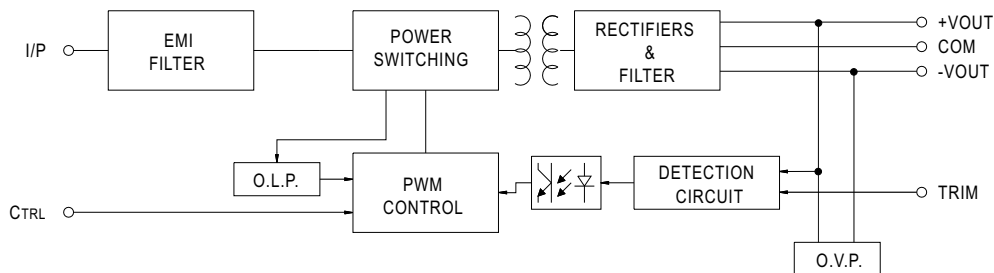 I/P
EMI
FILTER
POWER
SWITCHING
RECTIFIERS
&
FILTER
+VOUT
COM
-VOUT
O.L.P.
PWM
CONTROL
DETECTION
CIRCUIT
TRIM
CTRL
O.V.P.